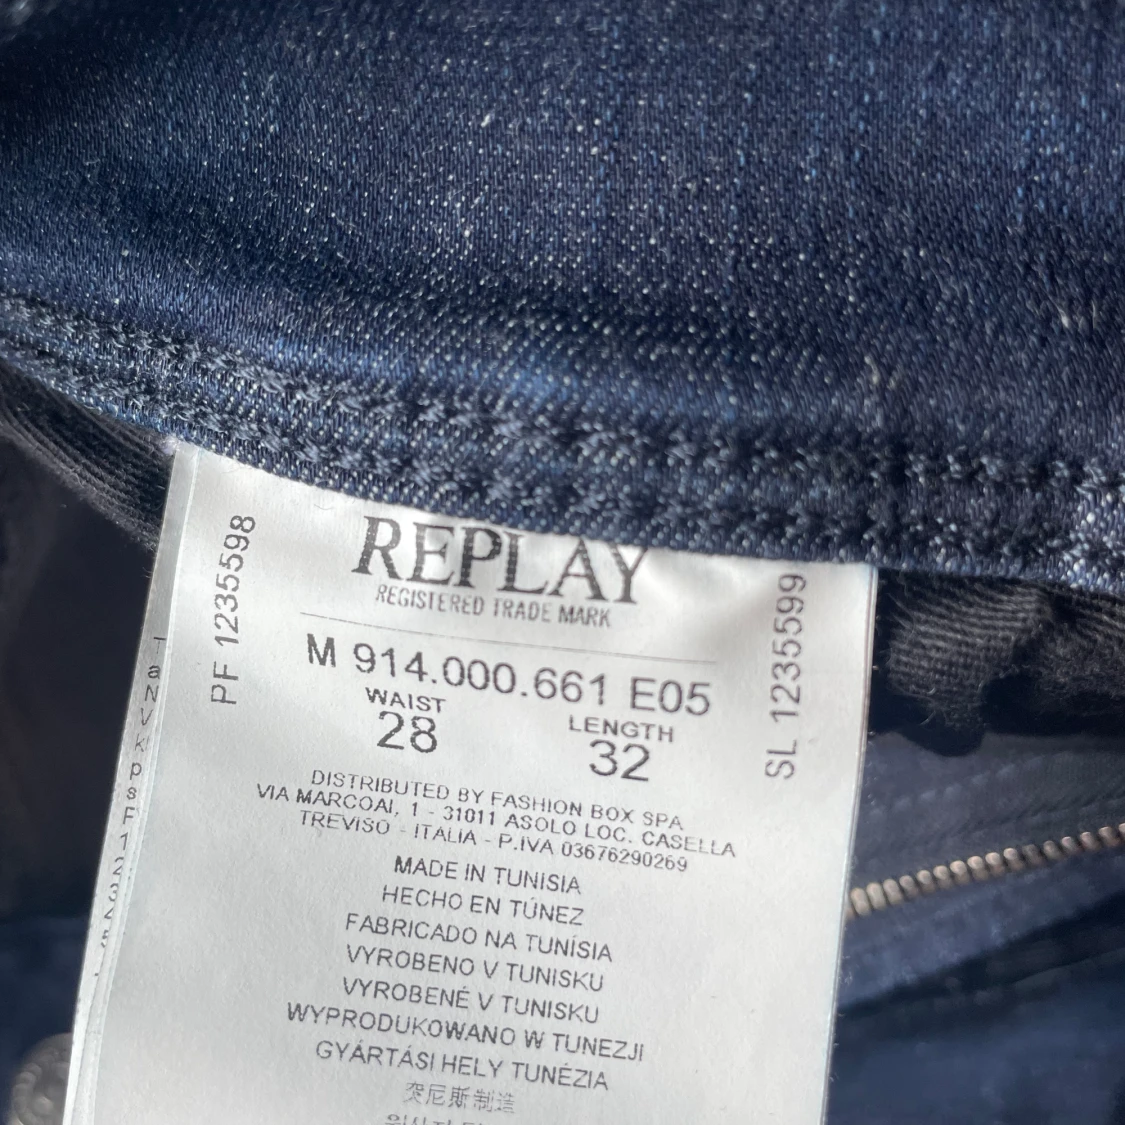 REPLAY
REGISTERED TRADE MARK
M 914.000.661 E05
WAIST
28
LENGTH
32
PF 1235598
SL 1235599
DISTRIBUTED BY FASHION BOX SPA
VIA MARCOAI, 1 - 31011 ASOLO LOC. CASELLA
TREVISO - ITALIA - P.IVA 03676290269
MADE IN TUNISIA
HECHO EN TÚNEZ
FABRICADO NA TUNÍSIA
VYROBENO V TUNISKU
VYROBENÉ V TUNISKU
WYPRODUKOWANO W TUNEZJI
GYÁRTÁSI HELY TUNÉZIA
突尼斯制造